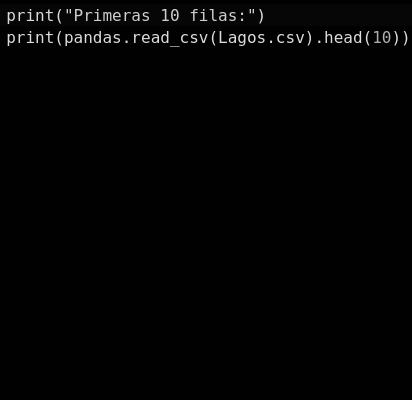 print("Primeras 10 filas:")
print(pandas.read_csv(Lagos.csv).head(10))